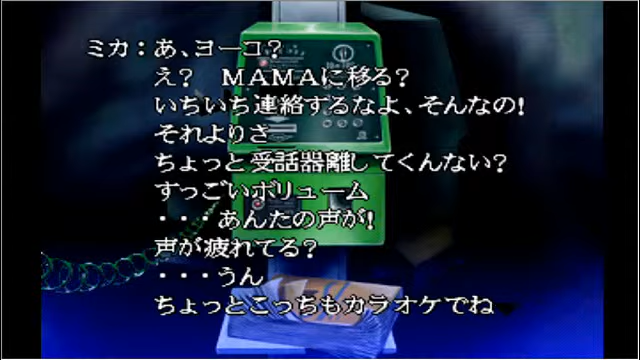 ミカ：あ、ヨーコ？
え？　ＭＡＭＡに移る？
いちいち連絡するなよ、そんなの！
それよりさ
ちょっと受話器離してくんない？
すっごいボリューム
・・・あんたの声が！
声が疲れてる？
・・・うん
ちょっとこっちもカラオケでね